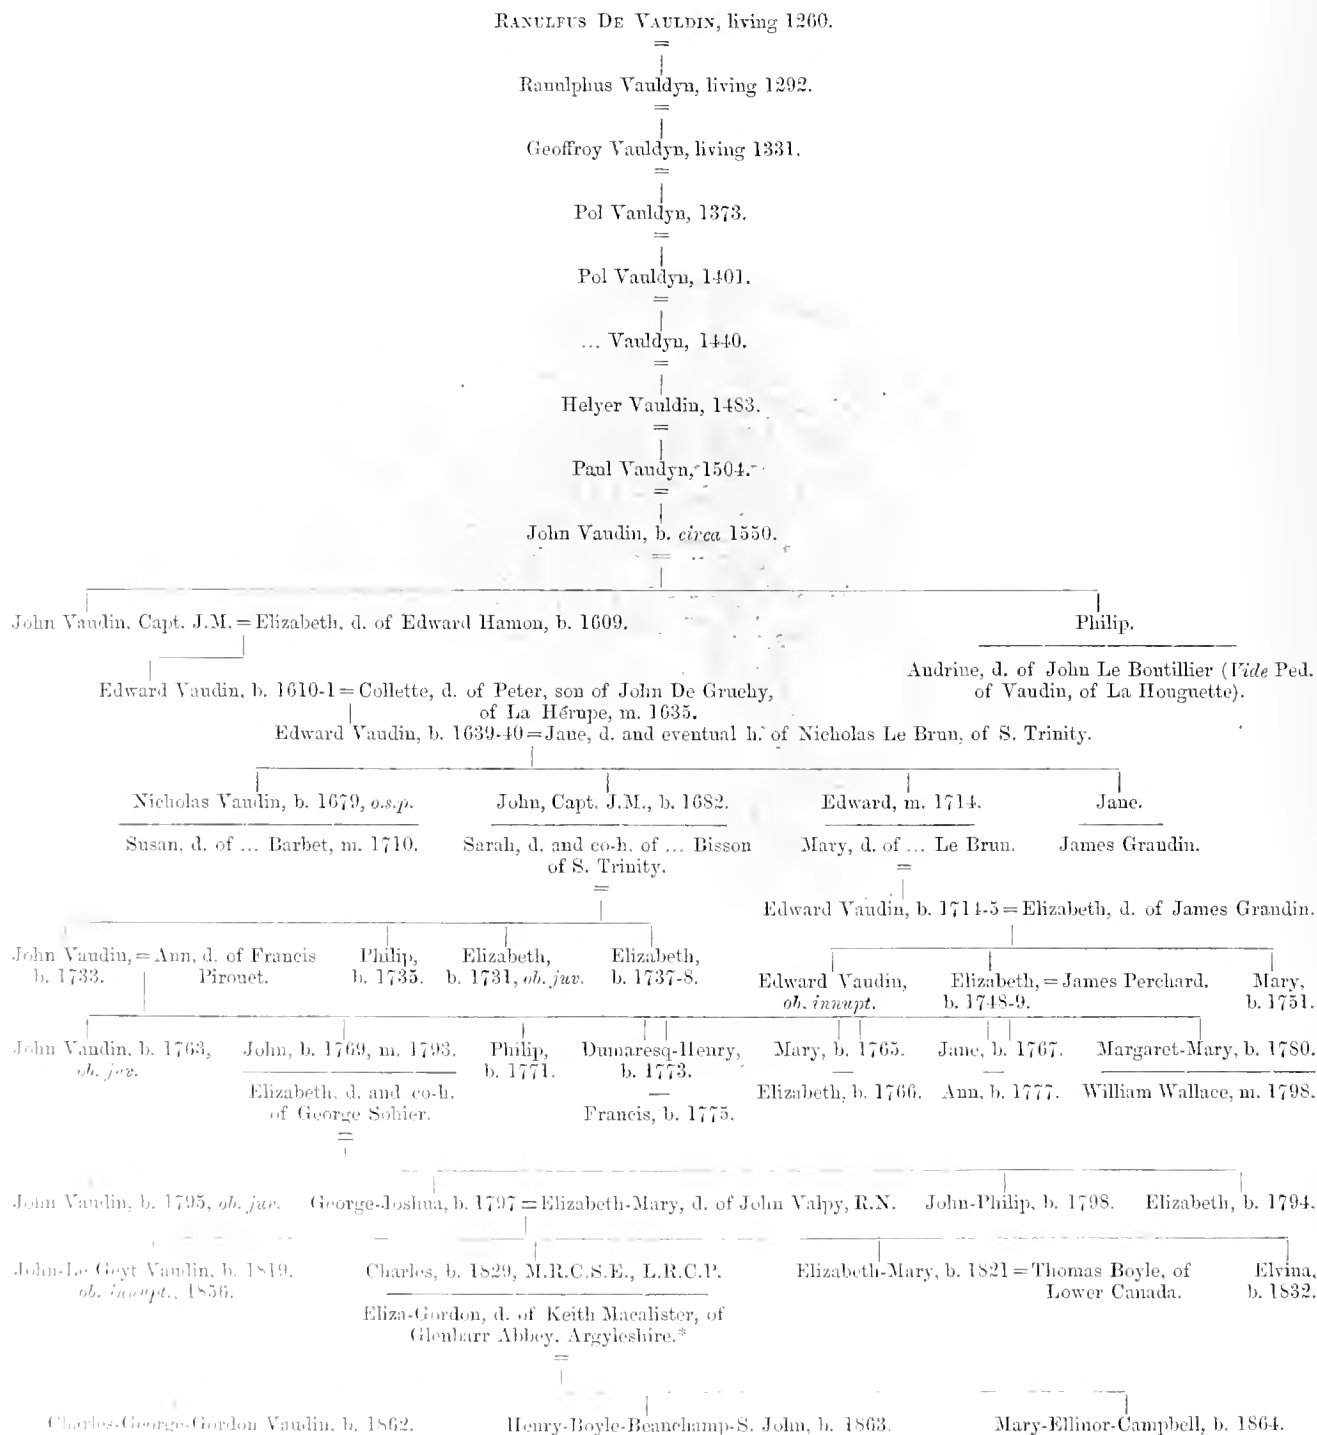 RANULFUS DE VAULDIN, living 1260.
=
Ranulphus Vauldyn, living 1292.
=
Geoffroy Vauldyn, living 1331.
=
Pol Vauldyn, 1373.
=
Pol Vauldyn, 1401.
=
... Vauldyn, 1440.
=
Helyer Vauldin, 1483.
=
Paul Vaudyn, 1504.
=
John Vaudin, b. circa 1550.
=
John Vaudin, Capt. J.M. = Elizabeth, d. of Edward Hamon, b. 1609.
Philip.
Andrine, d. of John Le Boutillier (Vide Ped.
of Vaudin, of La Houguette).
Edward Vaudin, b. 1610-1 = Collette, d. of Peter, son of John De Gruchy,
of La Hérupe, m. 1635.
Edward Vaudin, b. 1639-40 = Jane, d. and eventual h. of Nicholas Le Brun, of S. Trinity.
Nicholas Vaudin, b. 1679, o.s.p.
Susan, d. of ... Barbet, m. 1710.
John, Capt. J.M., b. 1682.
Sarah, d. and co-h. of ... Bisson
of S. Trinity.
=
Edward, m. 1714.
Mary, d. of ... Le Brun.
=
Jane.
James Grandin.
Edward Vaudin, b. 1714-5 = Elizabeth, d. of James Grandin.
John Vaudin, = Ann, d. of Francis
b. 1733. Pirouet.
Philip,
b. 1735.
Elizabeth,
b. 1731, ob. juv.
Elizabeth,
b. 1737-8.
Edward Vaudin,
ob. innupt.
Elizabeth, = James Perchard.
b. 1748-9.
Mary,
b. 1751.
John Vaudin, b. 1763,
ob. juv.
John, b. 1769, m. 1793.
Elizabeth, d. and co-h.
of George Sohier.
=
Philip,
b. 1771.
Dumaresq-Henry,
b. 1773.
Francis, b. 1775.
Mary, b. 1765.
Elizabeth, b. 1766.
Jane, b. 1767.
Ann, b. 1777.
Margaret-Mary, b. 1780.
William Wallace, m. 1798.
John Vaudin, b. 1795, ob. juv.
George-Joshua, b. 1797 = Elizabeth-Mary, d. of John Valpy, R.N.
John-Philip, b. 1798.
Elizabeth, b. 1794.
John-Le Geyt Vaudin, b. 1819,
ob. innupt., 1856.
Charles, b. 1829, M.R.C.S.E., L.R.C.P.
Eliza-Gordon, d. of Keith Macalister, of
Glenbarr Abbey, Argyleshire.*
=
Elizabeth-Mary, b. 1821 = Thomas Boyle, of
Lower Canada.
Elvina,
b. 1832.
Charles-George-Gordon Vaudin, b. 1862.
Henry-Boyle-Beauchamp-S. John, b. 1863.
Mary-Ellinor-Campbell, b. 1864.